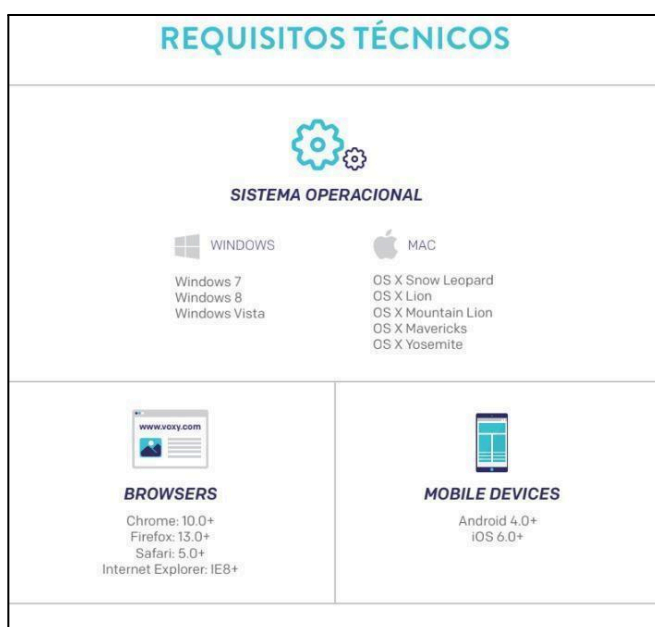 REQUISITOS TÉCNICOS
SISTEMA OPERACIONAL
WINDOWS
Windows 7
Windows 8
Windows Vista
MAC
OS X Snow Leopard
OS X Lion
OS X Mountain Lion
OS X Mavericks
OS X Yosemite
www.voxy.com
BROWSERS
Chrome: 10.0+
Firefox: 13.0+
Safari: 5.0+
Internet Explorer: IE8+
MOBILE DEVICES
Android 4.0+
iOS 6.0+